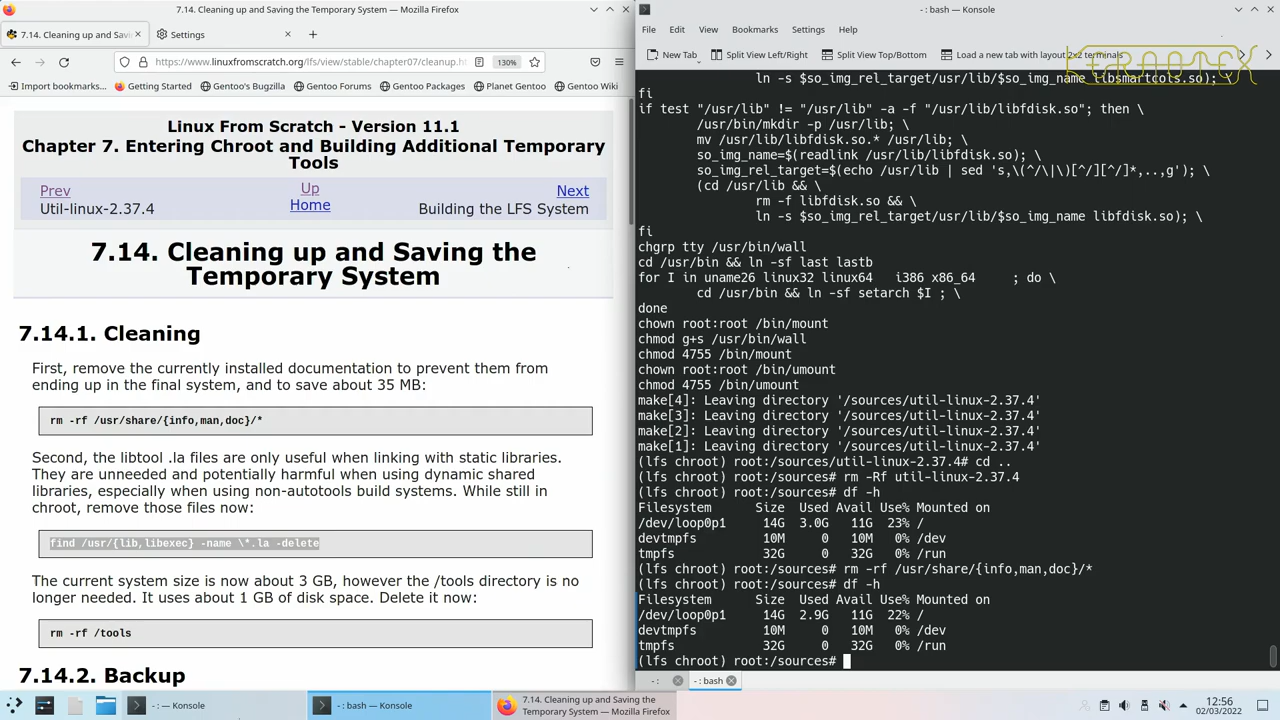 7.14. Cleaning up and Saving the Temporary System — Mozilla Firefox
7.14. Cleaning up and Sav
Settings
https://www.linuxfromscratch.org/lfs/view/stable/chapter07/cleanup.h
130%
Import bookmarks...
Getting Started
Gentoo's Bugzilla
Gentoo Forums
Gentoo Packages
Planet Gentoo
Gentoo Wiki
Linux From Scratch - Version 11.1
Chapter 7. Entering Chroot and Building Additional Temporary
Tools
Prev
Up
Next
Util-linux-2.37.4
Home
Building the LFS System
7.14. Cleaning up and Saving the
Temporary System
7.14.1. Cleaning
First, remove the currently installed documentation to prevent them from
ending up in the final system, and to save about 35 MB:
rm -rf /usr/share/{info,man,doc}/*
Second, the libtool .la files are only useful when linking with static libraries.
They are unneeded and potentially harmful when using dynamic shared
libraries, especially when using non-autotools build systems. While still in
chroot, remove those files now:
find /usr/{lib,libexec} -name \*.la -delete
The current system size is now about 3 GB, however the /tools directory is no
longer needed. It uses about 1 GB of disk space. Delete it now:
rm -rf /tools
7.14.2. Backup
- : bash — Konsole
File Edit View Bookmarks Settings Help
New Tab
Split View Left/Right
Split View Top/Bottom
Load a new tab with layout 2x2 terminals
ln -s $so_img_rel_target/usr/lib/$so_img_name libsmartcols.so);
fi
if test "/usr/lib" != "/usr/lib" -a -f "/usr/lib/libfdisk.so"; then \
/usr/bin/mkdir -p /usr/lib; \
mv /usr/lib/libfdisk.so.* /usr/lib; \
so_img_name=$(readlink /usr/lib/libfdisk.so); \
so_img_rel_target=$(echo /usr/lib | sed 's,\(^/\|\)[^/][^/]*,..,g'); \
(cd /usr/lib && \
rm -f libfdisk.so && \
ln -s $so_img_rel_target/usr/lib/$so_img_name libfdisk.so); \
fi
chgrp tty /usr/bin/wall
cd /usr/bin && ln -sf last lastb
for I in uname26 linux32 linux64 i386 x86_64 ; do \
cd /usr/bin && ln -sf setarch $I ; \
done
chown root:root /bin/mount
chmod g+s /usr/bin/wall
chmod 4755 /bin/mount
chown root:root /bin/umount
chmod 4755 /bin/umount
make[4]: Leaving directory '/sources/util-linux-2.37.4'
make[3]: Leaving directory '/sources/util-linux-2.37.4'
make[2]: Leaving directory '/sources/util-linux-2.37.4'
make[1]: Leaving directory '/sources/util-linux-2.37.4'
(lfs chroot) root:/sources/util-linux-2.37.4# cd ..
(lfs chroot) root:/sources# rm -Rf util-linux-2.37.4
(lfs chroot) root:/sources# df -h
Filesystem Size Used Avail Use% Mounted on
/dev/loop0p1 14G 3.0G 11G 23% /
devtmpfs 10M 0 10M 0% /dev
tmpfs 32G 0 32G 0% /run
(lfs chroot) root:/sources# rm -rf /usr/share/{info,man,doc}/*
(lfs chroot) root:/sources# df -h
Filesystem Size Used Avail Use% Mounted on
/dev/loop0p1 14G 2.9G 11G 22% /
devtmpfs 10M 0 10M 0% /dev
tmpfs 32G 0 32G 0% /run
(lfs chroot) root:/sources#
- :
- : bash
- : — Konsole
- : bash — Konsole
7.14. Cleaning up and Saving the
Temporary System — Mozilla Firefox
12:56
02/03/2022